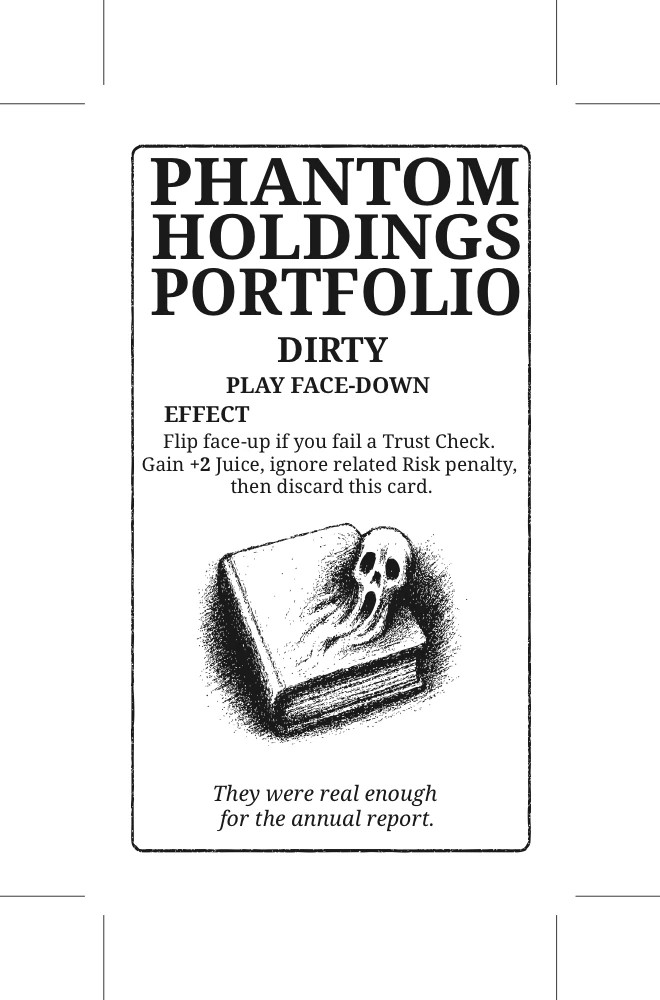 PHANTOM
HOLDINGS
PORTFOLIO
DIRTY
PLAY FACE-DOWN
EFFECT
Flip face-up if you fail a Trust Check.
Gain +2 Juice, ignore related Risk penalty,
then discard this card.
They were real enough
for the annual report.